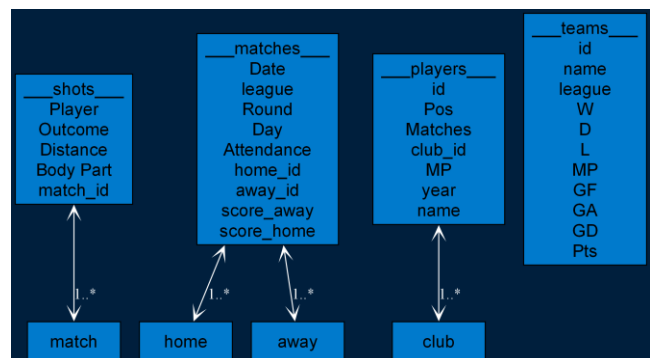 ___shots___
Player
Outcome
Distance
Body Part
match_id
___matches___
Date
league
Round
Day
Attendance
home_id
away_id
score_away
score_home
___players___
id
Pos
Matches
club_id
MP
year
name
___teams___
id
name
league
W
D
L
MP
GF
GA
GD
Pts
1..*
1..*
1..*
1..*
match
home
away
club